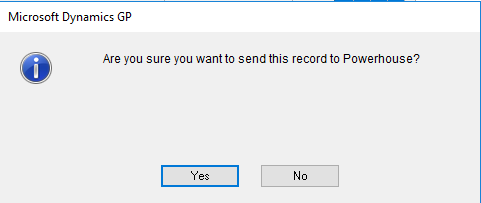 Microsoft Dynamics GP
Are you sure you want to send this record to Powerhouse?
Yes
No